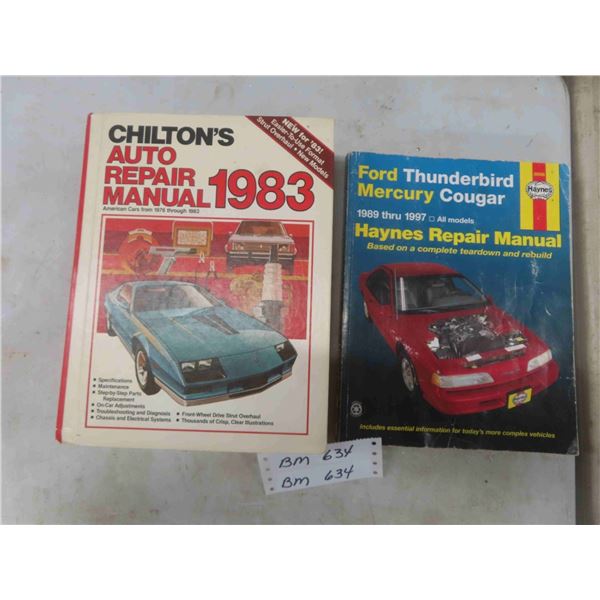 CHILTON'S
AUTO
REPAIR
MANUAL 1983
American Cars from 1976 through 1983
NEW for '83!
Easier-To-Use Format
Strut Overhaul • New Models
• Specifications
• Maintenance
• Step-by-Step Parts
Replacement
• On-Car Adjustments
• Troubleshooting and Diagnosis
• Chassis and Electrical Systems
• Front-Wheel Drive Strut Overhaul
• Thousands of Crisp, Clear Illustrations
Ford Thunderbird
Mercury Cougar
1989 thru 1997 □ All models
Haynes Repair Manual
Based on a complete teardown and rebuild
Haynes
Haynes
Includes essential information for today's more complex vehicles
BM 634
BM 634